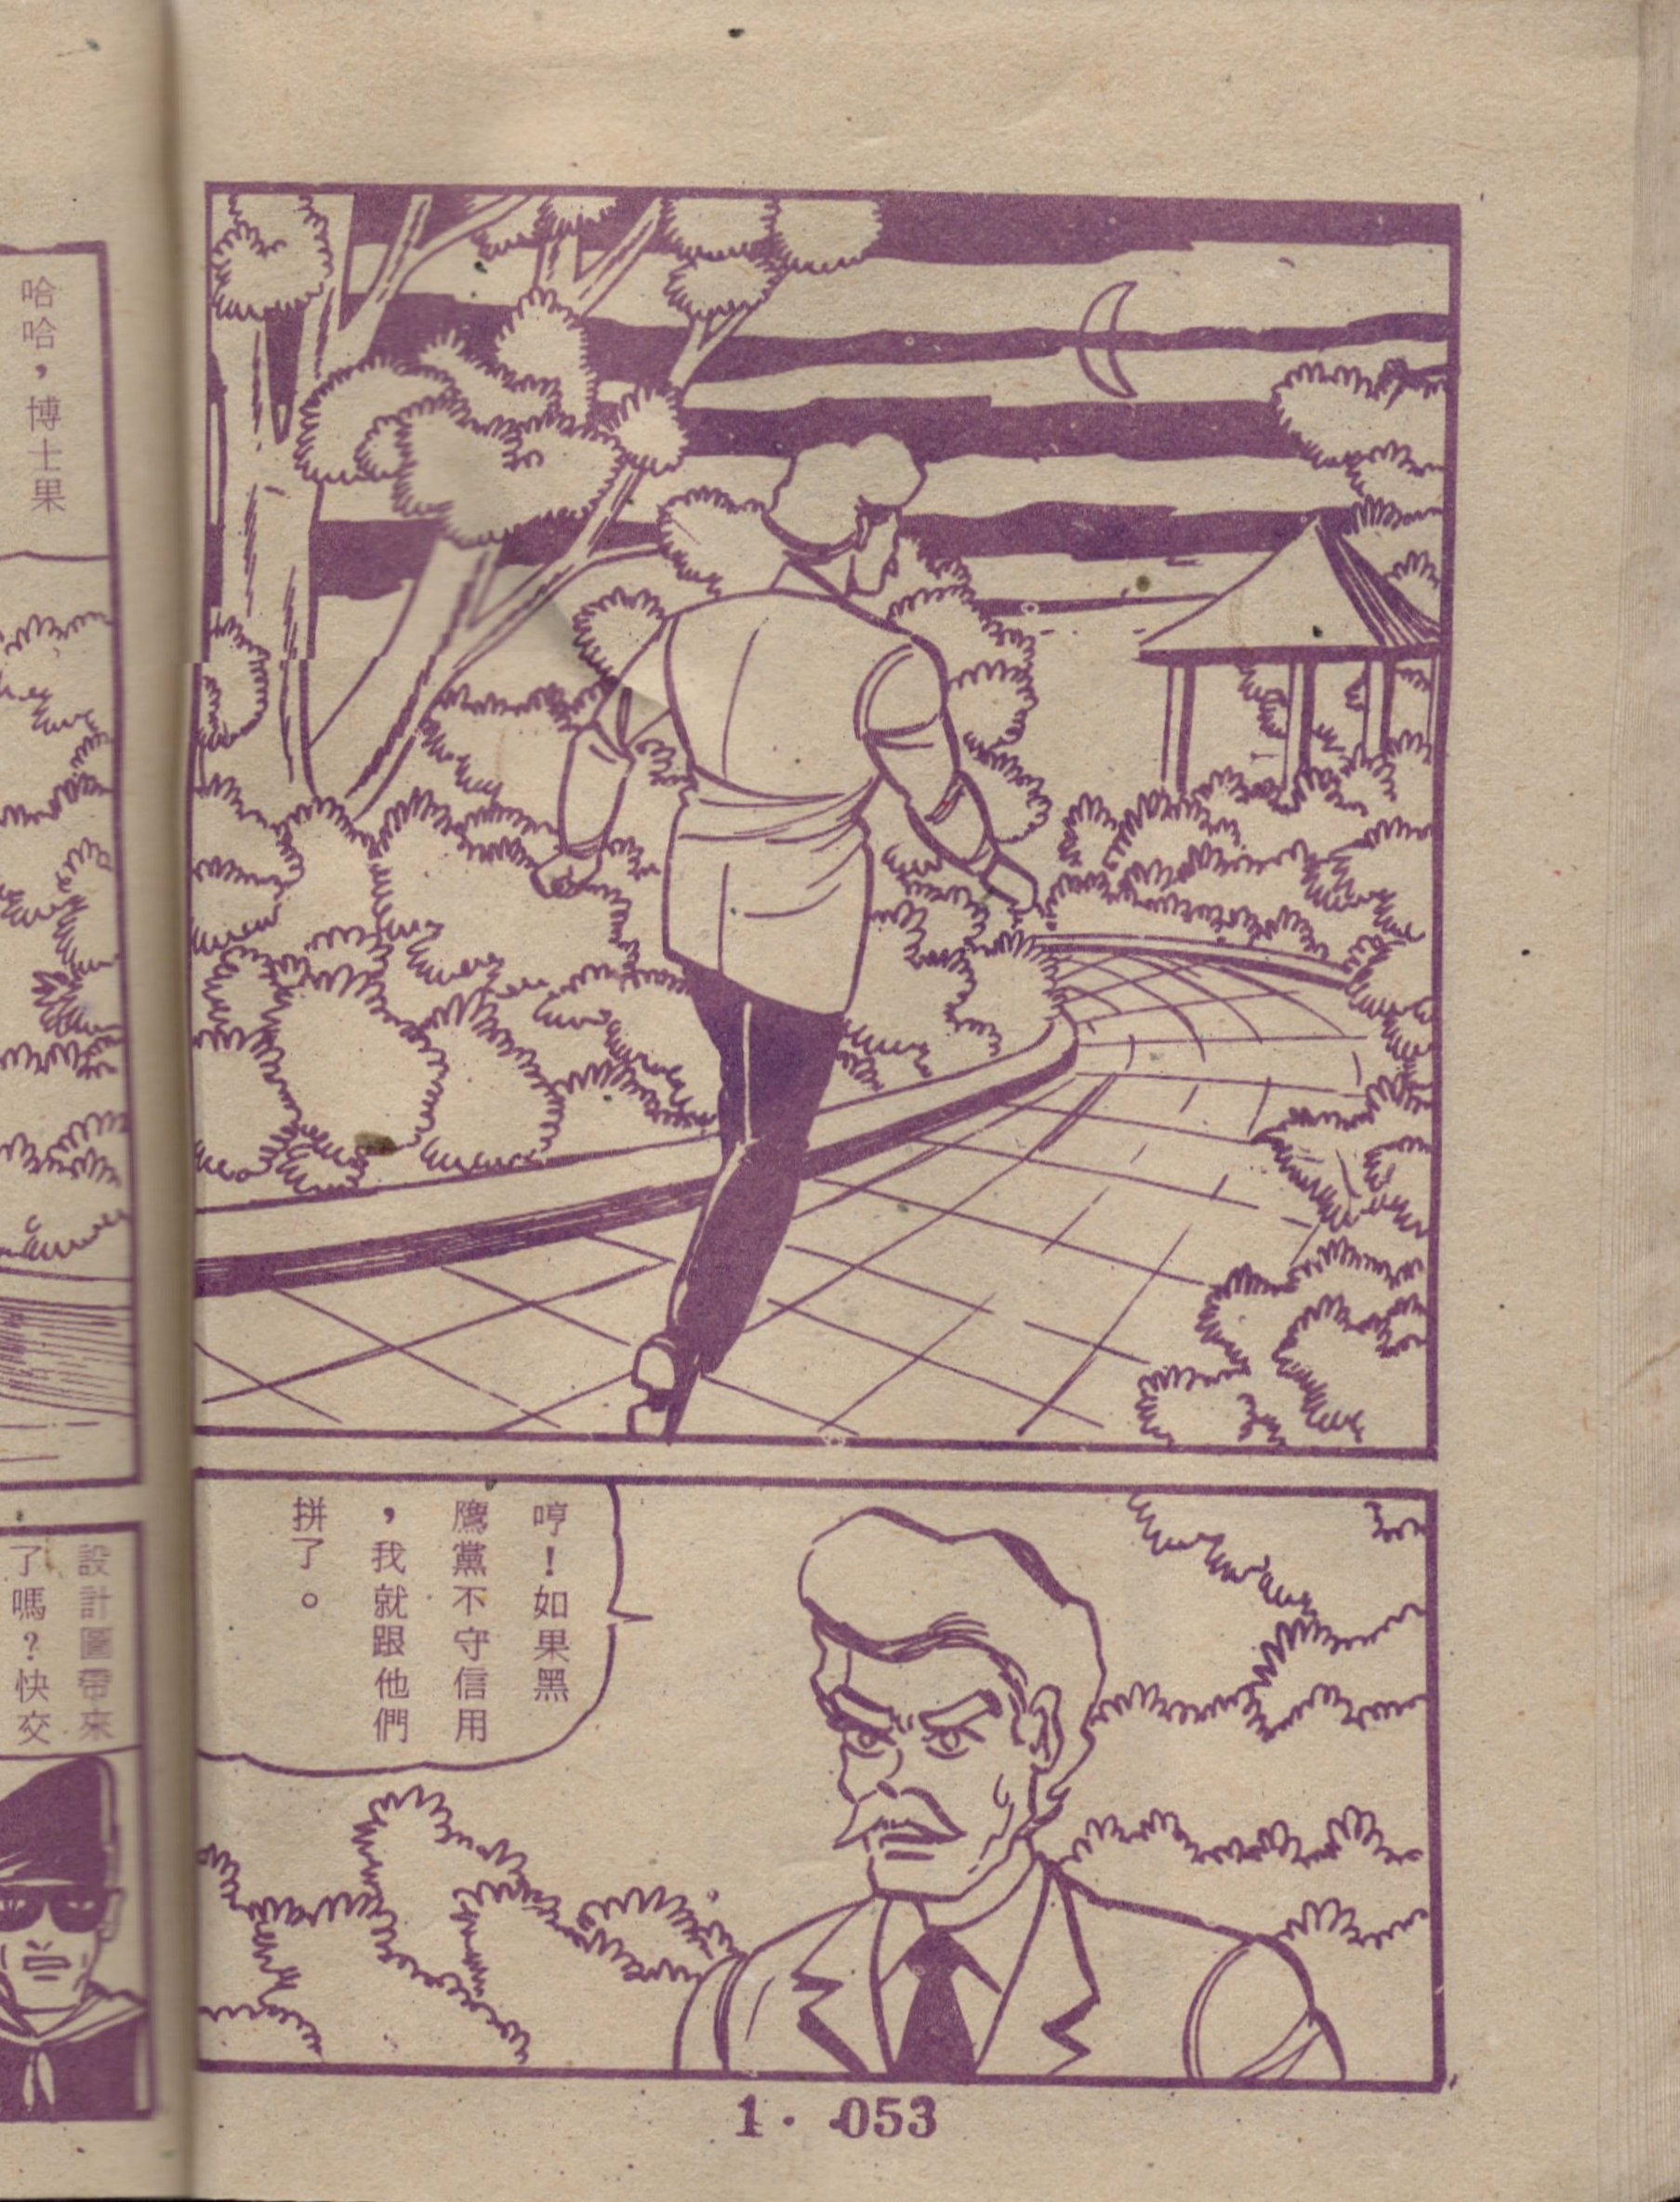 哼！如果黑
鷹黨不守信用
，我就跟他們
拼了。
1・053
哈哈，博士果
設計圖帶來
了嗎？快交